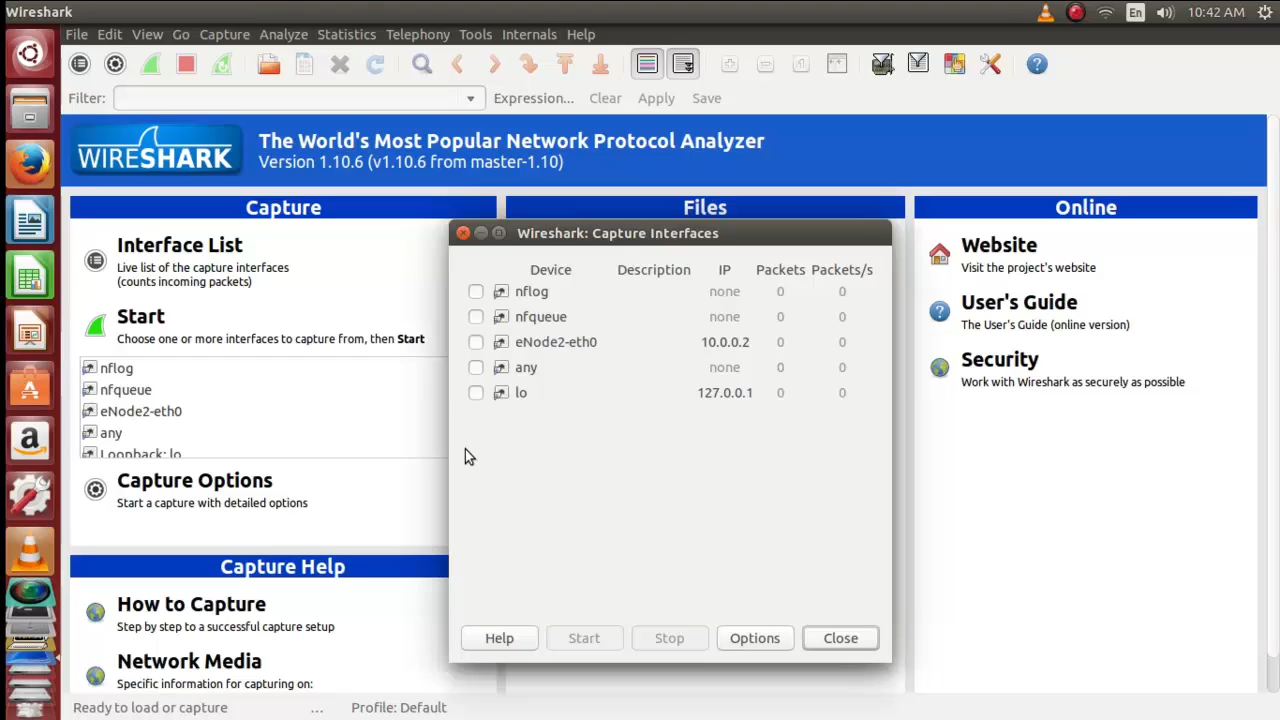 Wireshark
En
10:42 AM
File Edit View Go Capture Analyze Statistics Telephony Tools Internals Help
Filter:
Expression... Clear Apply Save
WIRESHARK
The World's Most Popular Network Protocol Analyzer
Version 1.10.6 (v1.10.6 from master-1.10)
Capture
Interface List
Live list of the capture interfaces
(counts incoming packets)
Start
Choose one or more interfaces to capture from, then Start
nflog
nfqueue
eNode2-eth0
any
Loopback: lo
Capture Options
Start a capture with detailed options
Capture Help
How to Capture
Step by step to a successful capture setup
Network Media
Specific information for capturing on:
Files
Wireshark: Capture Interfaces
Device Description IP Packets Packets/s
nflog none 0 0
nfqueue none 0 0
eNode2-eth0 10.0.0.2 0 0
any none 0 0
lo 127.0.0.1 0 0
Help Start Stop Options Close
Online
Website
Visit the project's website
User's Guide
The User's Guide (online version)
Security
Work with Wireshark as securely as possible
Ready to load or capture ... Profile: Default